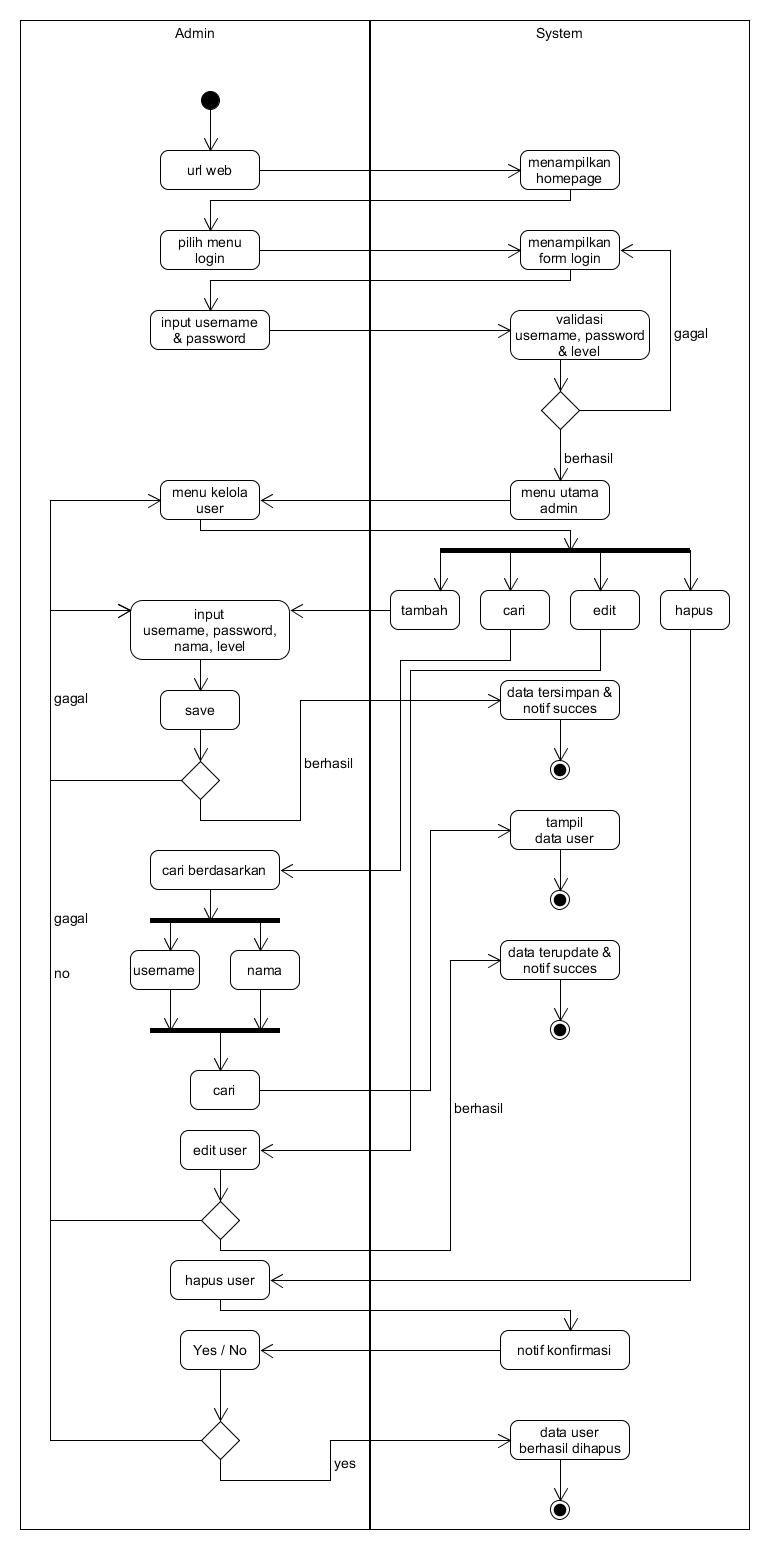 Admin
System
url web
menampilkan
homepage
pilih menu
login
menampilkan
form login
input username
& password
validasi
username, password
& level
gagal
berhasil
menu kelola
user
menu utama
admin
tambah
cari
edit
hapus
input
username, password,
nama, level
gagal
save
data tersimpan &
notif succes
berhasil
tampil
data user
cari berdasarkan
gagal
no
username
nama
data terupdate &
notif succes
cari
berhasil
edit user
hapus user
Yes / No
notif konfirmasi
data user
berhasil dihapus
yes